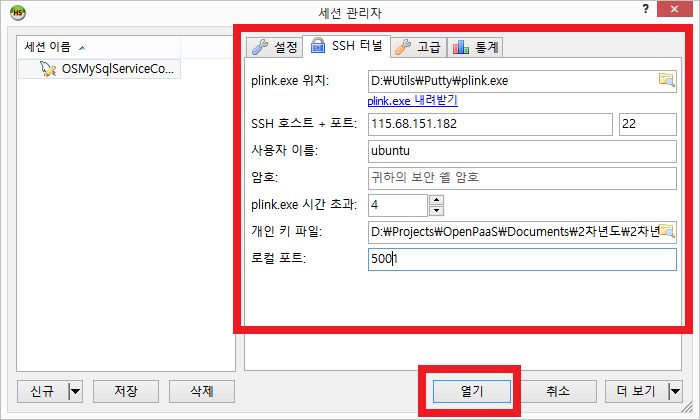 HS
세션 관리자
세션 이름
OSMySqlServiceCo...
설정
SSH 터널
고급
통계
plink.exe 위치:
D:\Utils\Putty\plink.exe
plink.exe 내려받기
SSH 호스트 + 포트:
115.68.151.182
22
사용자 이름:
ubuntu
암호:
귀하의 보안 쉘 암호
plink.exe 시간 초과:
4
개인 키 파일:
D:\Projects\OpenPaaS\Documents\2차년도\2차년
로컬 포트:
5001
신규
저장
삭제
열기
취소
더 보기